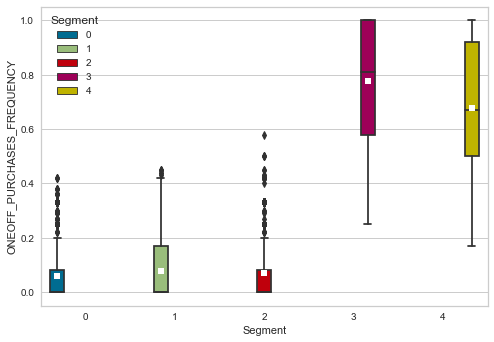 Segment
0
1
2
3
4
ONEOFF_PURCHASES_FREQUENCY
1.0
0.8
0.6
0.4
0.2
0.0
0 1 2 3 4
Segment